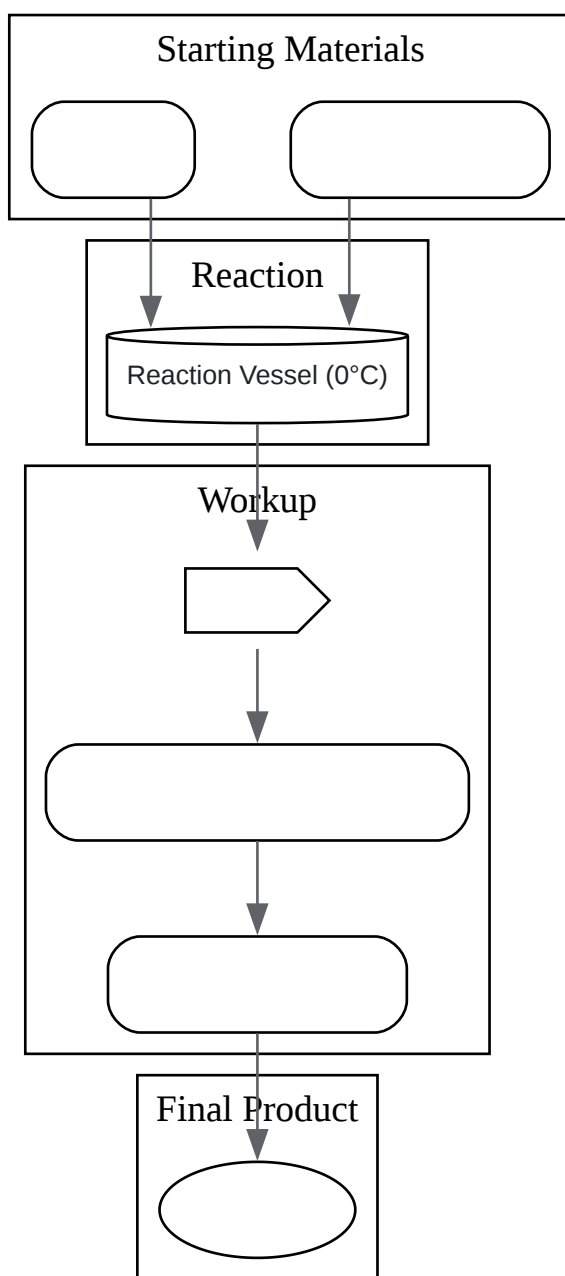 Starting Materials
Reaction
Reaction Vessel (0°C)
Workup
Final Product